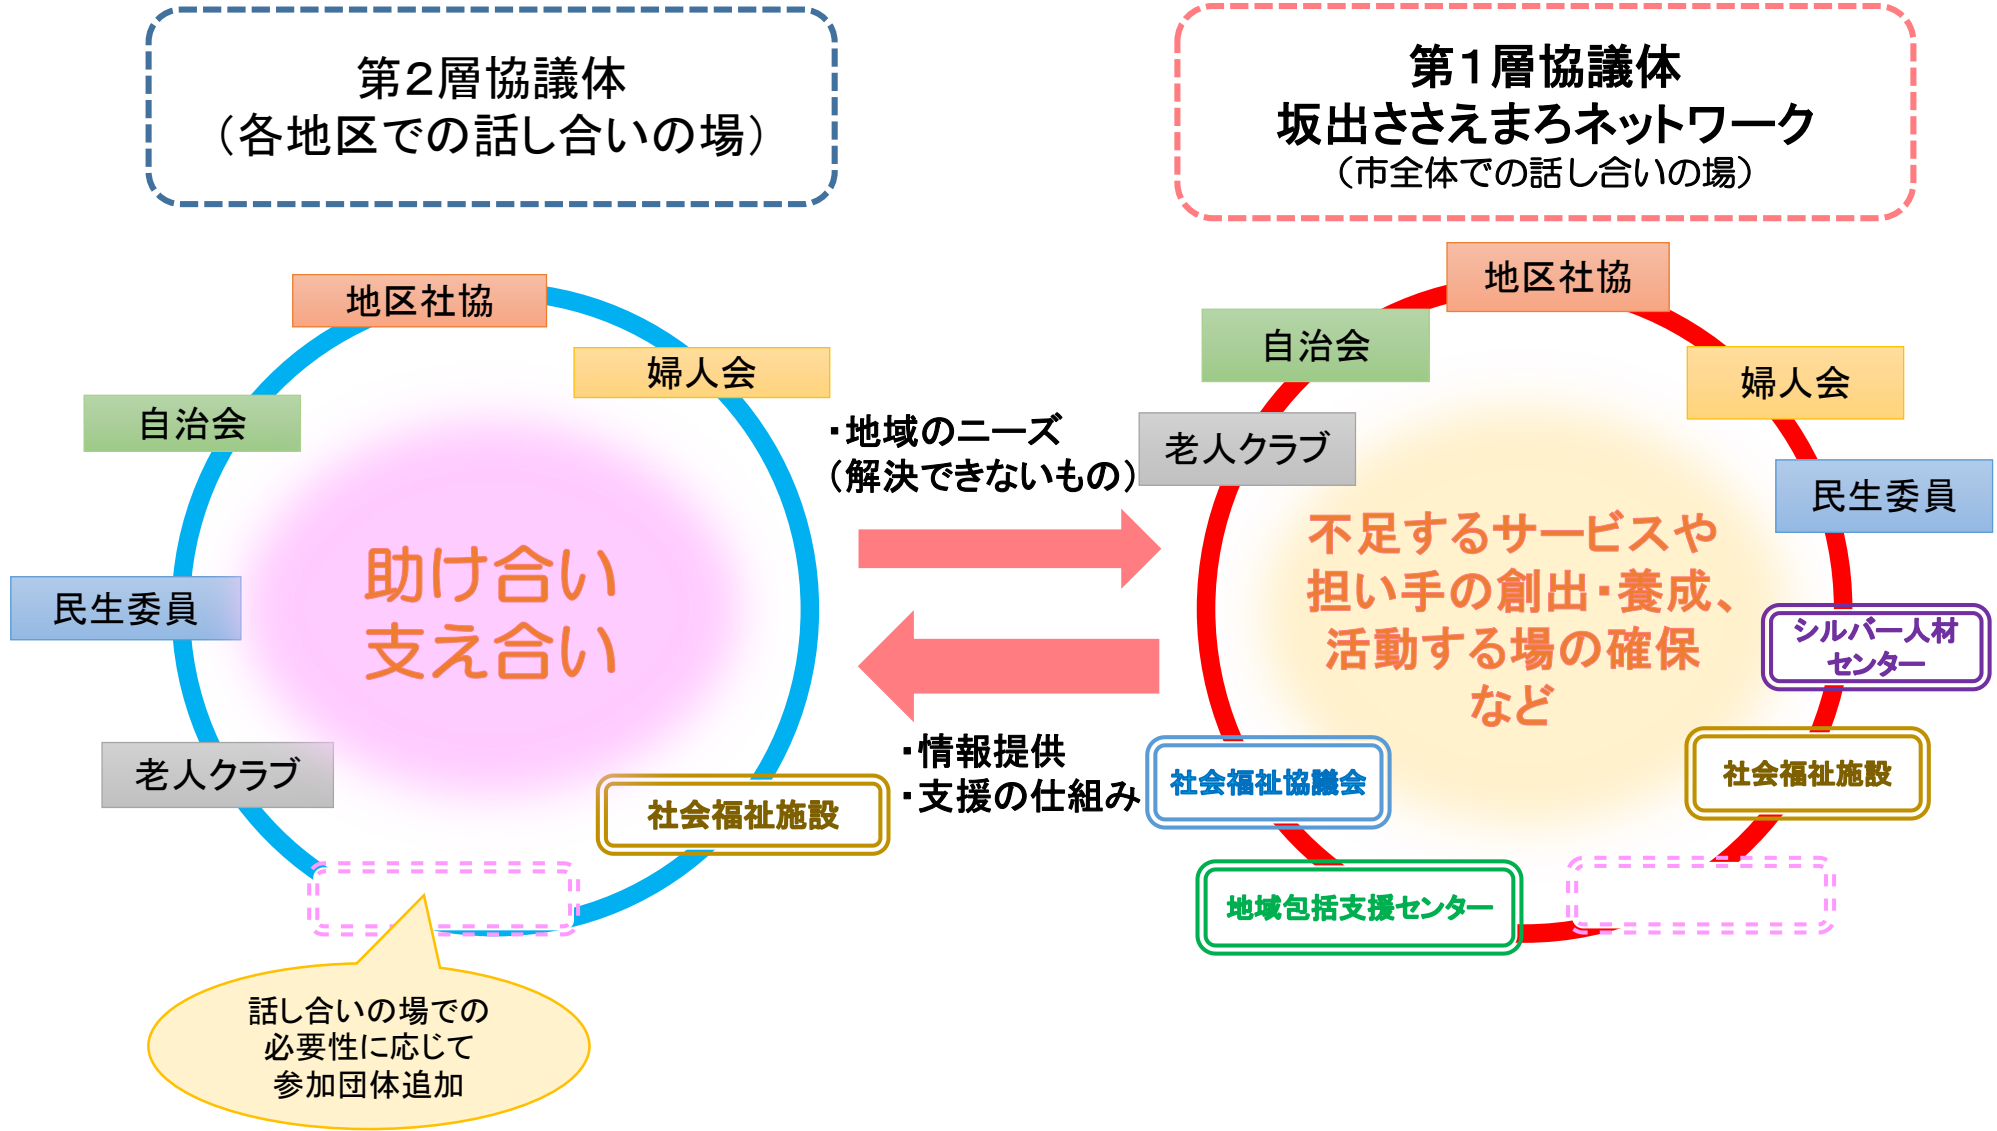 第2層協議体
（各地区での話し合いの場）
地区社協
婦人会
自治会
民生委員
老人クラブ
社会福祉施設
助け合い
支え合い
話し合いの場での
必要性に応じて
参加団体追加
・地域のニーズ
（解決できないもの）
・情報提供
・支援の仕組み
第1層協議体
坂出ささえまろネットワーク
（市全体での話し合いの場）
地区社協
自治会
婦人会
老人クラブ
民生委員
不足するサービスや
担い手の創出・養成、
活動する場の確保
など
シルバー人材
センター
社会福祉協議会
社会福祉施設
地域包括支援センター